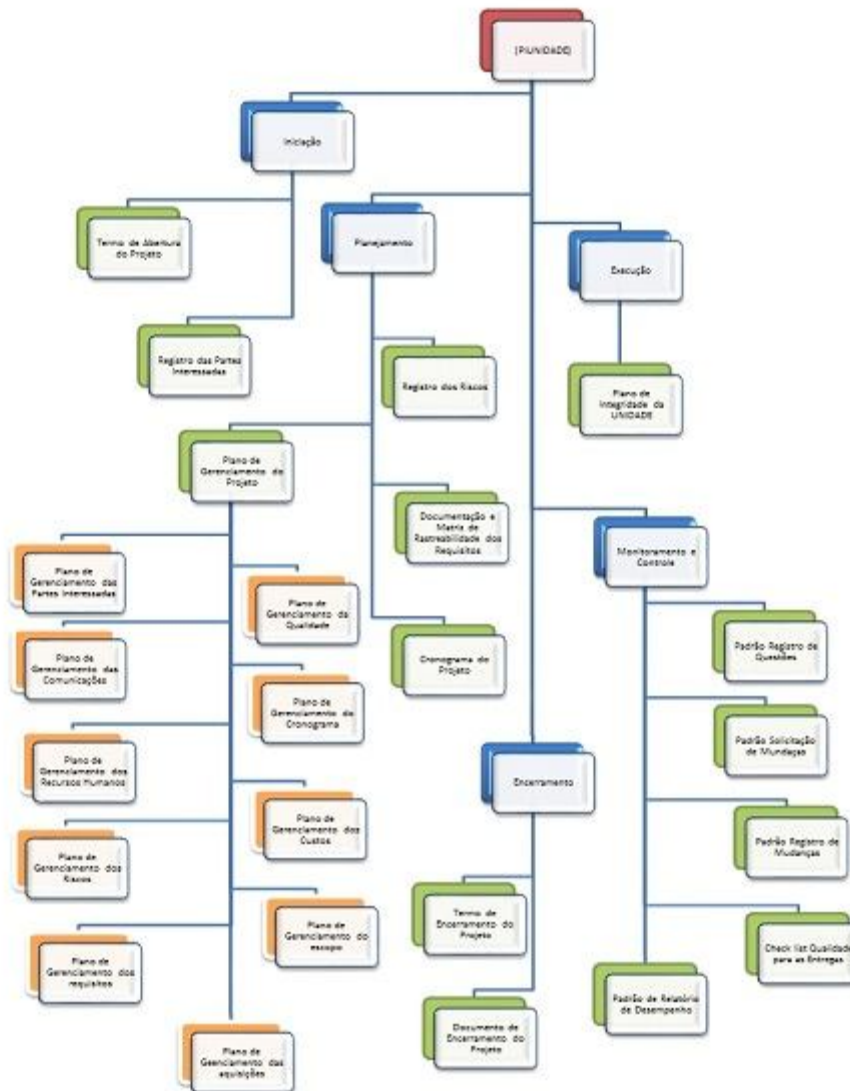 (PIUNIDADE)
Iniciação
Termo de Abertura
do Projeto
Registro das Partes
Interessadas
Planejamento
Registro dos Riscos
Plano de
Gerenciamento do
Projeto
Documentação e
Matriz de
Rastreabilidade dos
Requisitos
Cronograma do
Projeto
Plano de
Gerenciamento das
Partes Interessadas
Plano de
Gerenciamento da
Qualidade
Plano de
Gerenciamento das
Comunicações
Plano de
Gerenciamento do
Cronograma
Plano de
Gerenciamento dos
Recursos Humanos
Plano de
Gerenciamento dos
Custos
Plano de
Gerenciamento dos
Riscos
Plano de
Gerenciamento do
escopo
Plano de
Gerenciamento dos
requisitos
Plano de
Geenciamento das
aquisições
Execução
Plano de
Integridade da
UNIDADE
Monitoramento e
Controle
Padrão Registro de
Questões
Padrão Solicitação
de Mundaças
Padrão Registro de
Mudanças
Check list Qualidade
para as Entregas
Padrão de Relatório
de Desempenho
Encerramento
Termo de
Encerramento do
Projeto
Documento de
Encerramento do
Projeto